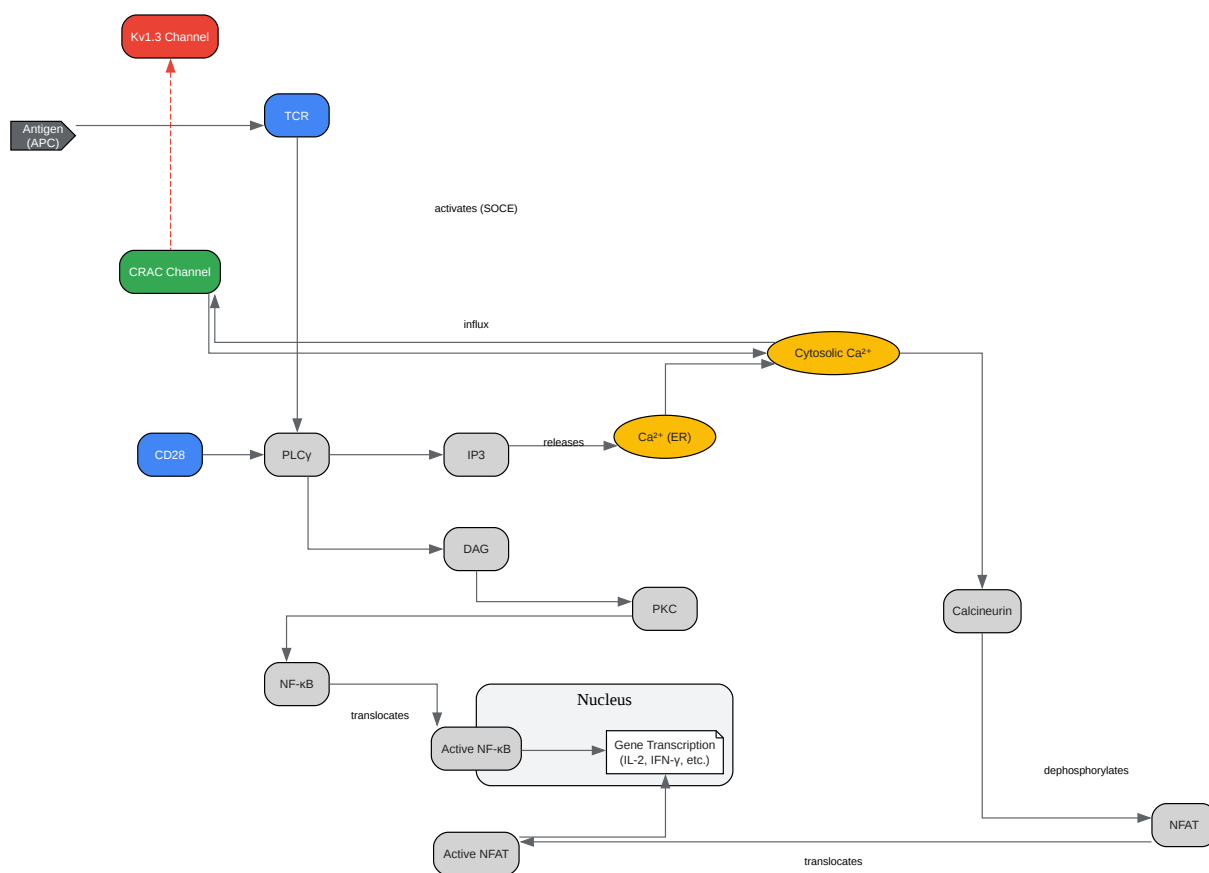 Kv1.3 Channel
TCR
Antigen
(APC)
activates (SOCE)
CRAC Channel
influx
Cytosolic Ca²⁺
CD28
PLCγ
IP3
releases
Ca²⁺ (ER)
DAG
PKC
Calcineurin
NF-κB
translocates
Nucleus
Active NF-κB
Gene Transcription
(IL-2, IFN-γ, etc.)
dephosphorylates
NFAT
Active NFAT
translocates